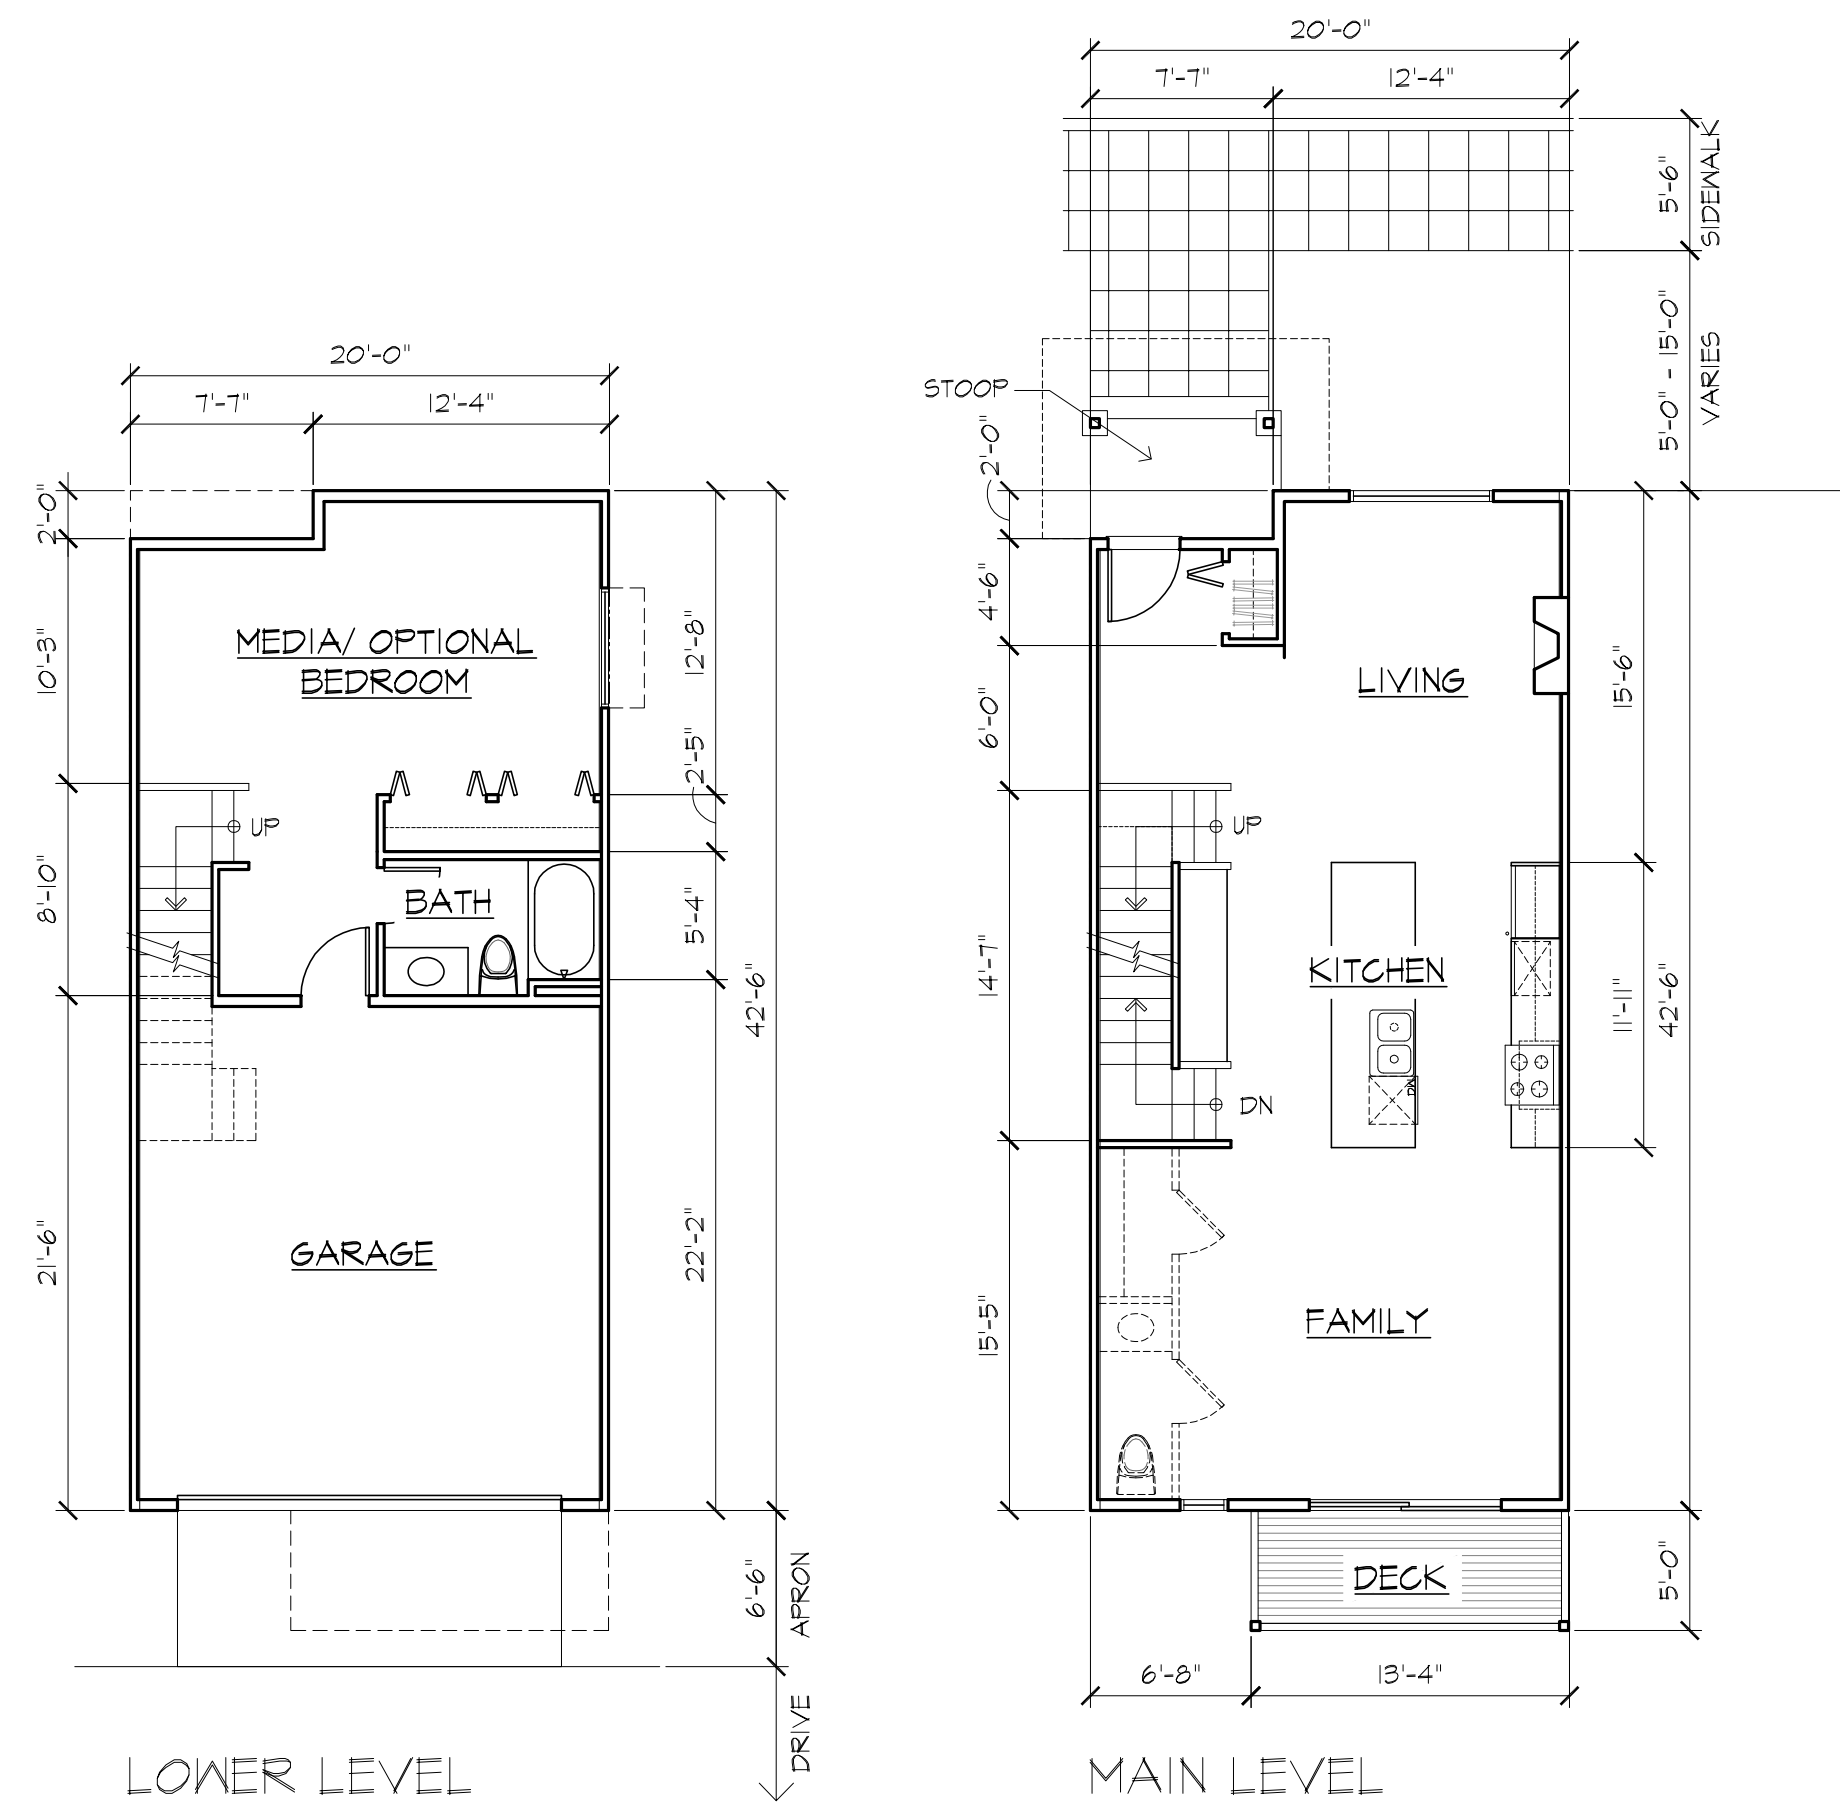 20'-0"
7'-7"
12'-4"
2'-0"
10'-3"
8'-10"
21'-6"
MEDIA/ OPTIONAL
BEDROOM
UP
BATH
GARAGE
12'-8"
2'-5"
5'-4"
22'-2"
42'-6"
6'-6"
APRON
DRIVE
LOWER LEVEL
20'-0"
7'-7"
12'-4"
5'-6"
SIDEWALK
5'-0" - 15'-0"
VARIES
STOOP
2'-0"
4'-6"
6'-0"
14'-7"
15'-5"
LIVING
UP
KITCHEN
DW
DN
FAMILY
DECK
15'-6"
11'-11"
42'-6"
5'-0"
6'-8"
13'-4"
MAIN LEVEL